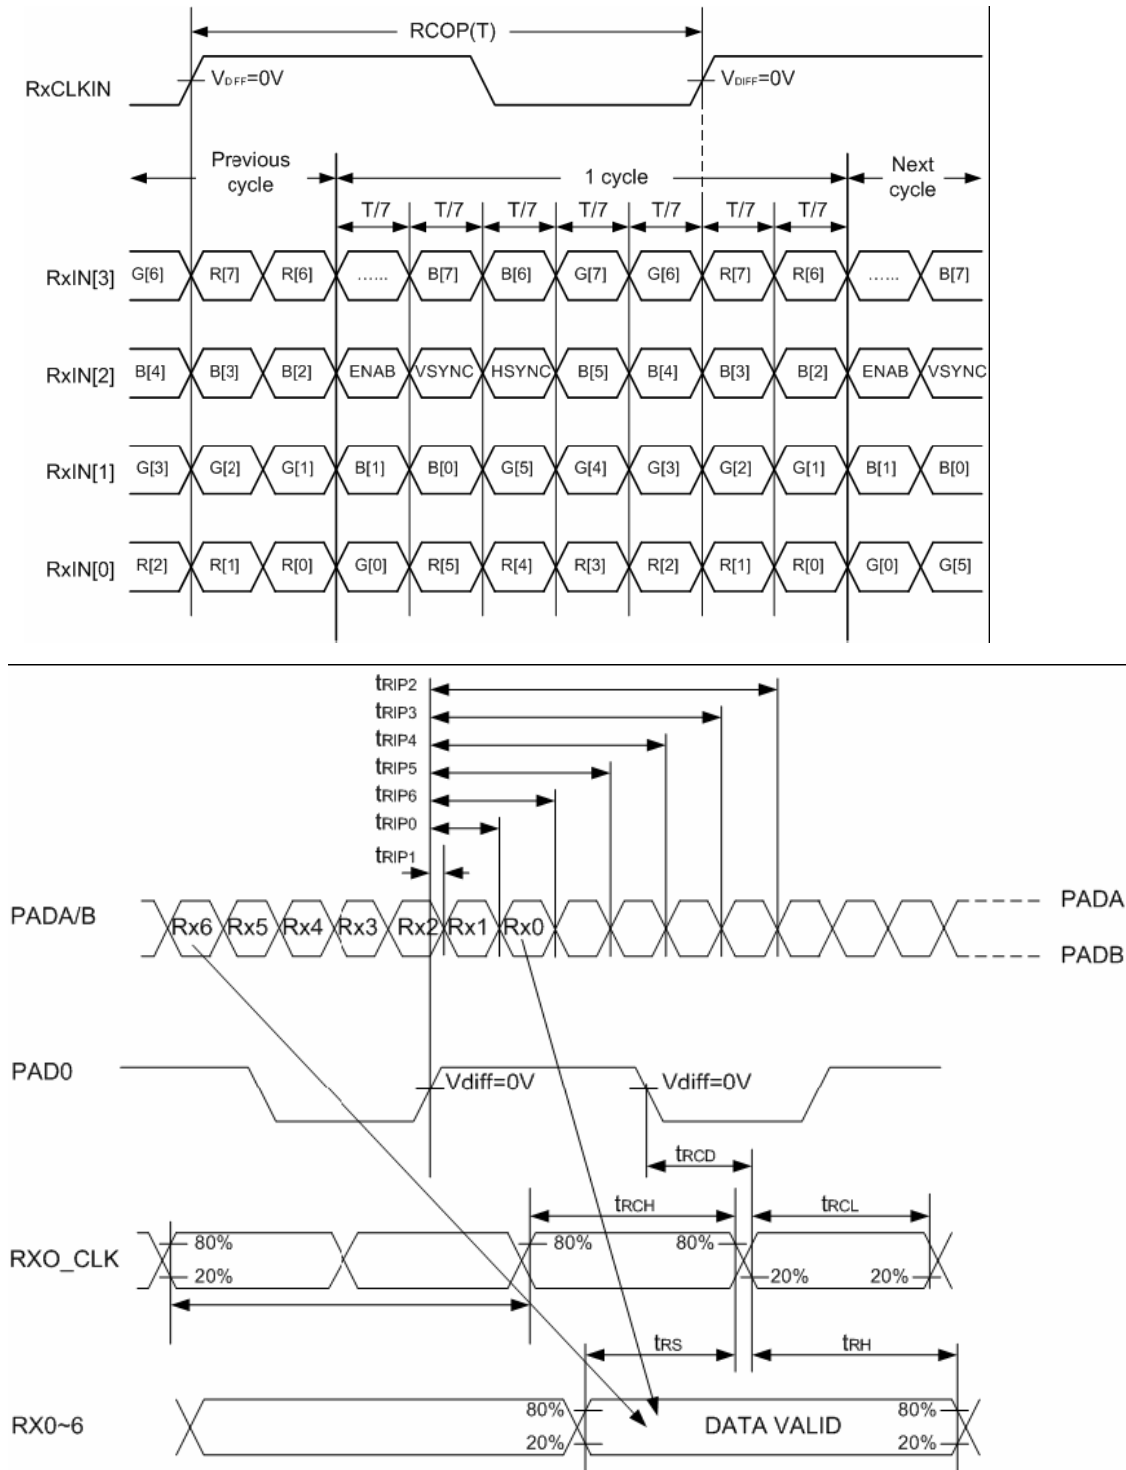 RCOP(T)
RxCLKIN
VDFF=0V
VDIFF=0V
Previous cycle
1 cycle
Next cycle
T/7 T/7 T/7 T/7 T/7 T/7 T/7
RxIN[3] G[6] R[7] R[6] ...... B[7] B[6] G[7] G[6] R[7] R[6] ...... B[7]
RxIN[2] B[4] B[3] B[2] ENAB VSYNC HSYNC B[5] B[4] B[3] B[2] ENAB VSYNC
RxIN[1] G[3] G[2] G[1] B[1] B[0] G[5] G[4] G[3] G[2] G[1] B[1] B[0]
RxIN[0] R[2] R[1] R[0] G[0] R[5] R[4] R[3] R[2] R[1] R[0] G[0] G[5]
tRIP2
tRIP3
tRIP4
tRIP5
tRIP6
tRIP0
tRIP1
PADA/B Rx6 Rx5 Rx4 Rx3 Rx2 Rx1 Rx0
PADA
PADB
PAD0
Vdiff=0V
Vdiff=0V
tRCD
tRCH
tRCL
RXO_CLK
80% 80% 80%
20% 20% 20%
tRS
tRH
RX0~6
80% DATA VALID 80%
20% 20%